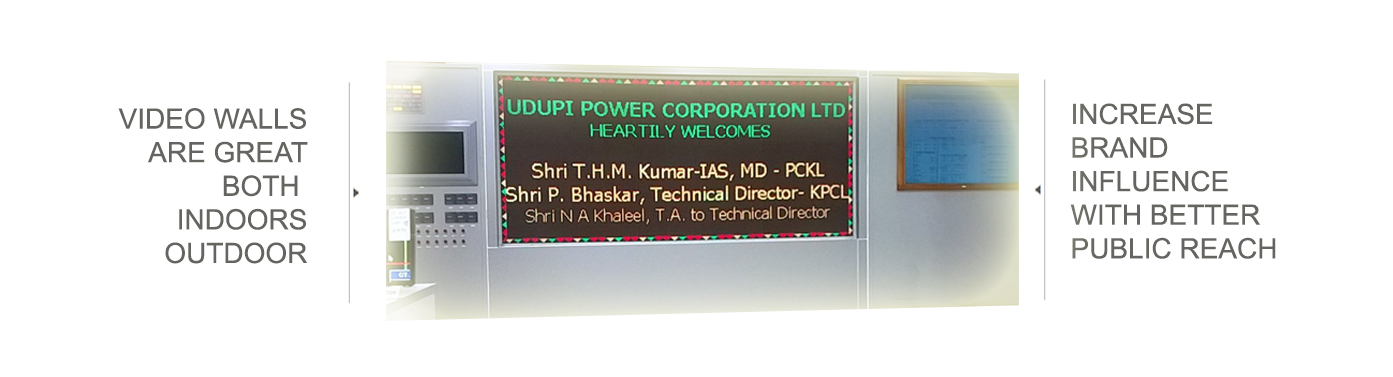 VIDEO WALLS
ARE GREAT
BOTH
INDOORS
OUTDOOR
UDUPI POWER CORPORATION LTD
HEARTILY WELCOMES
Shri T.H.M. Kumar-IAS, MD - PCKL
Shri P. Bhaskar, Technical Director- KPCL
Shri N A Khaleel, T.A. to Technical Director
GT
INCREASE
BRAND
INFLUENCE
WITH BETTER
PUBLIC REACH